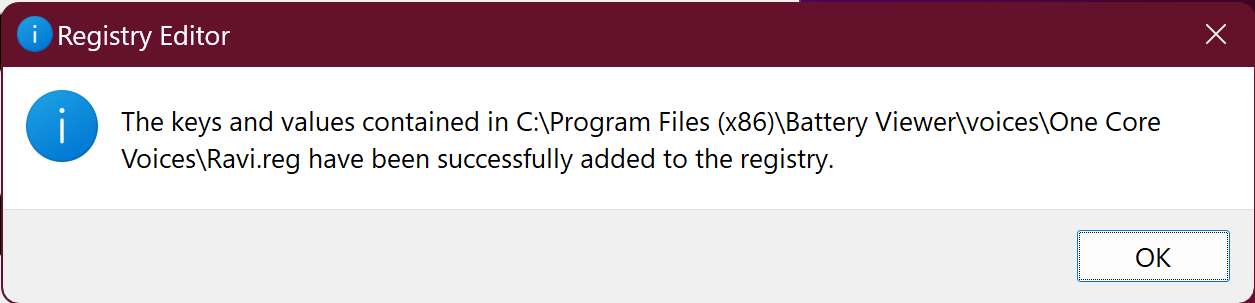 Registry Editor
The keys and values contained in C:\Program Files (x86)\Battery Viewer\voices\One Core
Voices\Ravi.reg have been successfully added to the registry.
OK